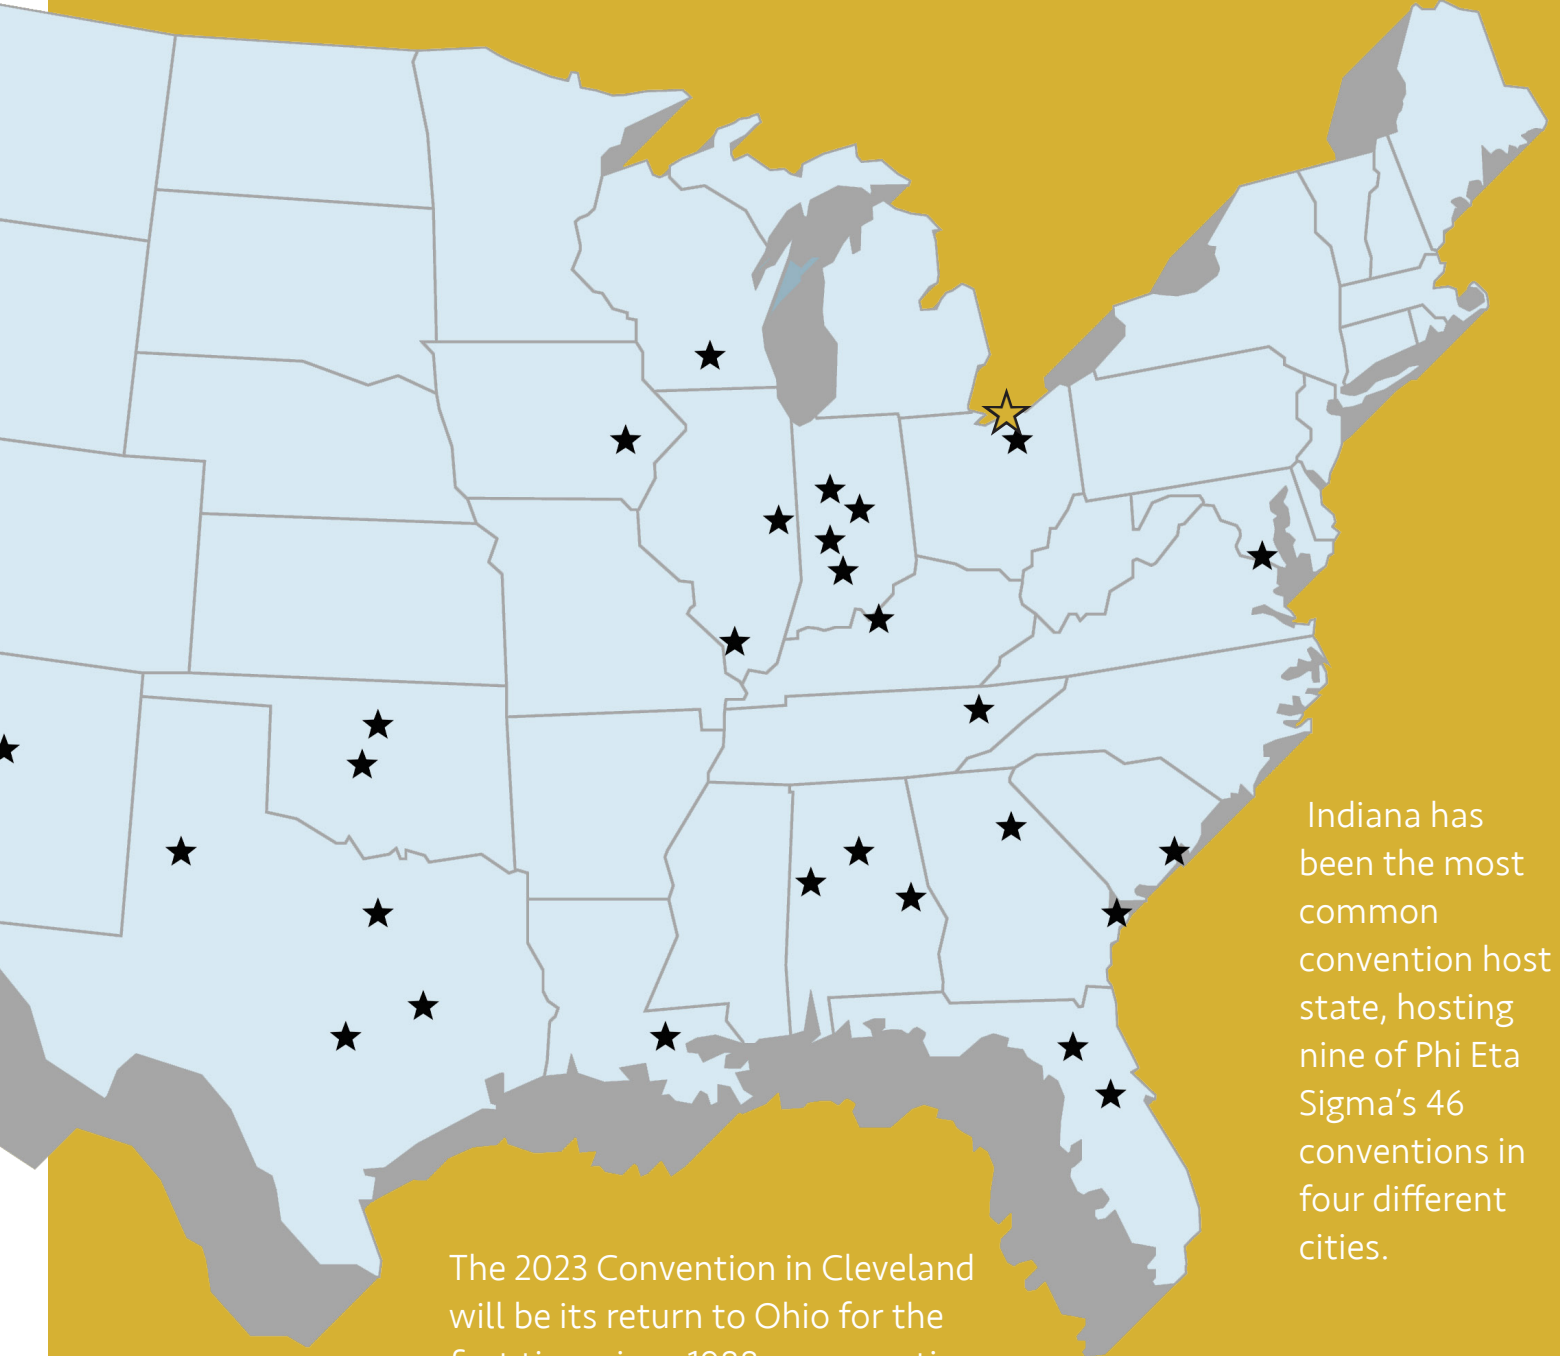 Indiana has
been the most
common
convention host
state, hosting
nine of Phi Eta
Sigma’s 46
conventions in
four different
cities.
The 2023 Convention in Cleveland
will be its return to Ohio for the